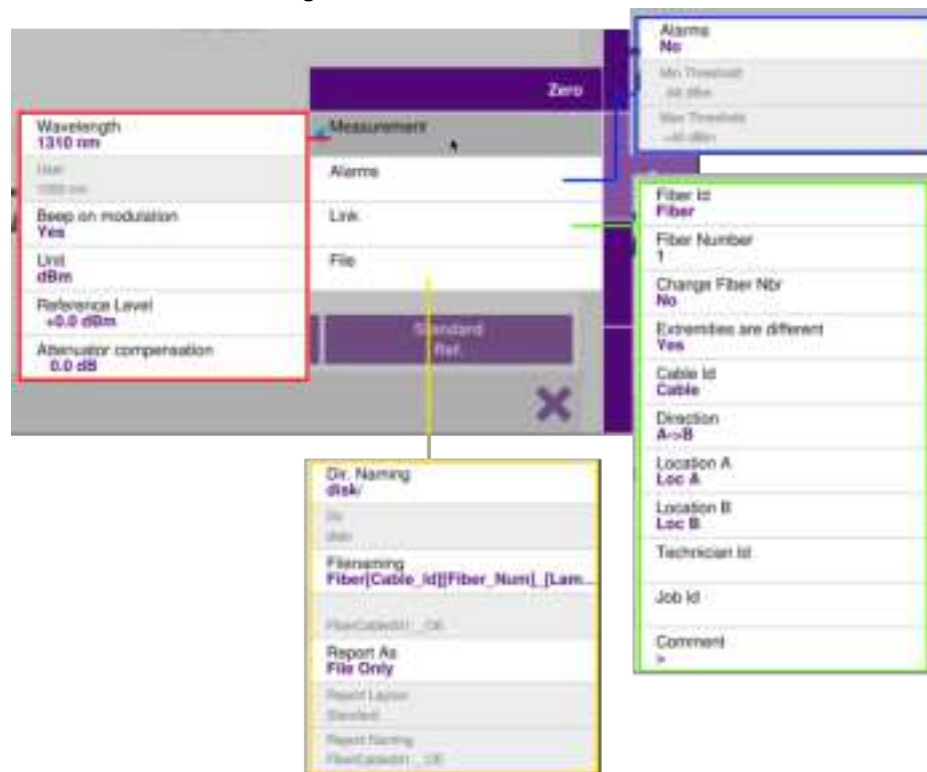 Zero
Measurement
Alarms
Link
File
Standard
Ref.
Wavelength
1310 nm
User
Beep on modulation
Yes
Unit
dBm
Reference Level
+0.0 dBm
Attenuator compensation
0.0 dB
Alarms
No
Min Threshold
Max Threshold
Fiber Id
Fiber
Fiber Number
1
Change Fiber Nbr
No
Extremities are different
Yes
Cable Id
Cable
Direction
A->B
Location A
Loc A
Location B
Loc B
Technician Id
Job Id
Comment
>
Dir. Naming
disk/
Dir
disk/
Filenaming
Fiber[Cable_Id][Fiber_Num]_[Lam...
Report As
File Only
Report Layout
Standard
Report Naming